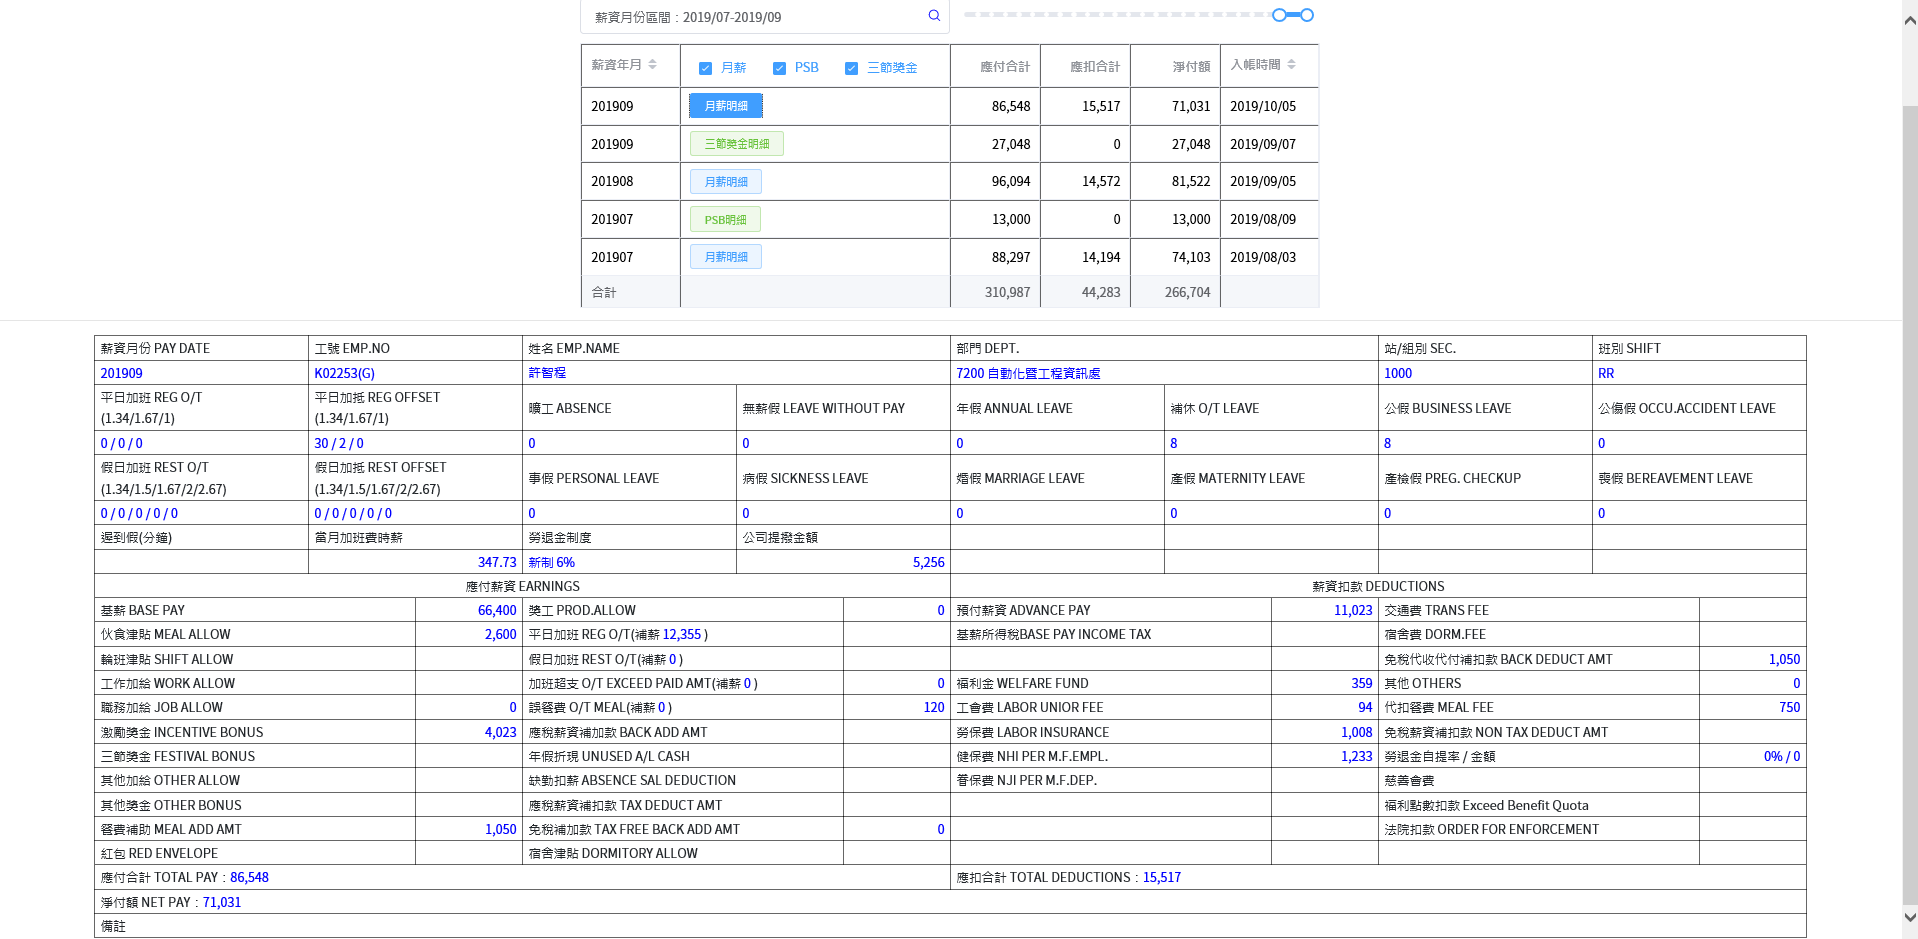 薪資月份區間：2019/07-2019/09
薪資年月 月薪 PSB 三節獎金 應付合計 應扣合計 淨付額 入帳時間
201909 月薪明細 86,548 15,517 71,031 2019/10/05
201909 三節獎金明細 27,048 0 27,048 2019/09/07
201908 月薪明細 96,094 14,572 81,522 2019/09/05
201907 PSB明細 13,000 0 13,000 2019/08/09
201907 月薪明細 88,297 14,194 74,103 2019/08/03
合計 310,987 44,283 266,704
薪資月份 PAY DATE 工號 EMP.NO 姓名 EMP.NAME 部門 DEPT. 站/組別 SEC. 班別 SHIFT
201909 K02253(G) 許智程 7200 自動化暨工程資訊處 1000 RR
平日加班 REG O/T 平日加抵 REG OFFSET
(1.34/1.67/1) (1.34/1.67/1) 曠工 ABSENCE 無薪假 LEAVE WITHOUT PAY 年假 ANNUAL LEAVE 補休 O/T LEAVE 公假 BUSINESS LEAVE 公傷假 OCCU.ACCIDENT LEAVE
0 / 0 / 0 30 / 2 / 0 0 0 0 8 8 0
假日加班 REST O/T 假日加抵 REST OFFSET
(1.34/1.5/1.67/2/2.67) (1.34/1.5/1.67/2/2.67) 事假 PERSONAL LEAVE 病假 SICKNESS LEAVE 婚假 MARRIAGE LEAVE 產假 MATERNITY LEAVE 產檢假 PREG. CHECKUP 喪假 BEREAVEMENT LEAVE
0 / 0 / 0 / 0 / 0 0 / 0 / 0 / 0 / 0 0 0 0 0 0 0
遲到假(分鐘) 當月加班費時薪 勞退金制度 公司提撥金額
347.73 新制 6% 5,256
應付薪資 EARNINGS 薪資扣款 DEDUCTIONS
基薪 BASE PAY 66,400 獎工 PROD.ALLOW 0 預付薪資 ADVANCE PAY 11,023 交通費 TRANS FEE
伙食津貼 MEAL ALLOW 2,600 平日加班 REG O/T(補薪 12,355 ) 基薪所得稅BASE PAY INCOME TAX 宿舍費 DORM.FEE
輪班津貼 SHIFT ALLOW 假日加班 REST O/T(補薪 0 ) 免稅代收代付補扣款 BACK DEDUCT AMT 1,050
工作加給 WORK ALLOW 加班超支 O/T EXCEED PAID AMT(補薪 0 ) 0 福利金 WELFARE FUND 359 其他 OTHERS 0
職務加給 JOB ALLOW 0 誤餐費 O/T MEAL(補薪 0 ) 120 工會費 LABOR UNIOR FEE 94 代扣餐費 MEAL FEE 750
激勵獎金 INCENTIVE BONUS 4,023 應稅薪資補加款 BACK ADD AMT 勞保費 LABOR INSURANCE 1,008 免稅薪資補扣款 NON TAX DEDUCT AMT
三節獎金 FESTIVAL BONUS 年假折現 UNUSED A/L CASH 健保費 NHI PER M.F.EMPL. 1,233 勞退金自提率 / 金額 0% / 0
其他加給 OTHER ALLOW 缺勤扣薪 ABSENCE SAL DEDUCTION 眷保費 NJI PER M.F.DEP. 慈善會費
其他獎金 OTHER BONUS 應稅薪資補扣款 TAX DEDUCT AMT 福利點數扣款 Exceed Benefit Quota
餐費補助 MEAL ADD AMT 1,050 免稅補加款 TAX FREE BACK ADD AMT 0 法院扣款 ORDER FOR ENFORCEMENT
紅包 RED ENVELOPE 宿舍津貼 DORMITORY ALLOW
應付合計 TOTAL PAY：86,548 應扣合計 TOTAL DEDUCTIONS：15,517
淨付額 NET PAY：71,031
備註